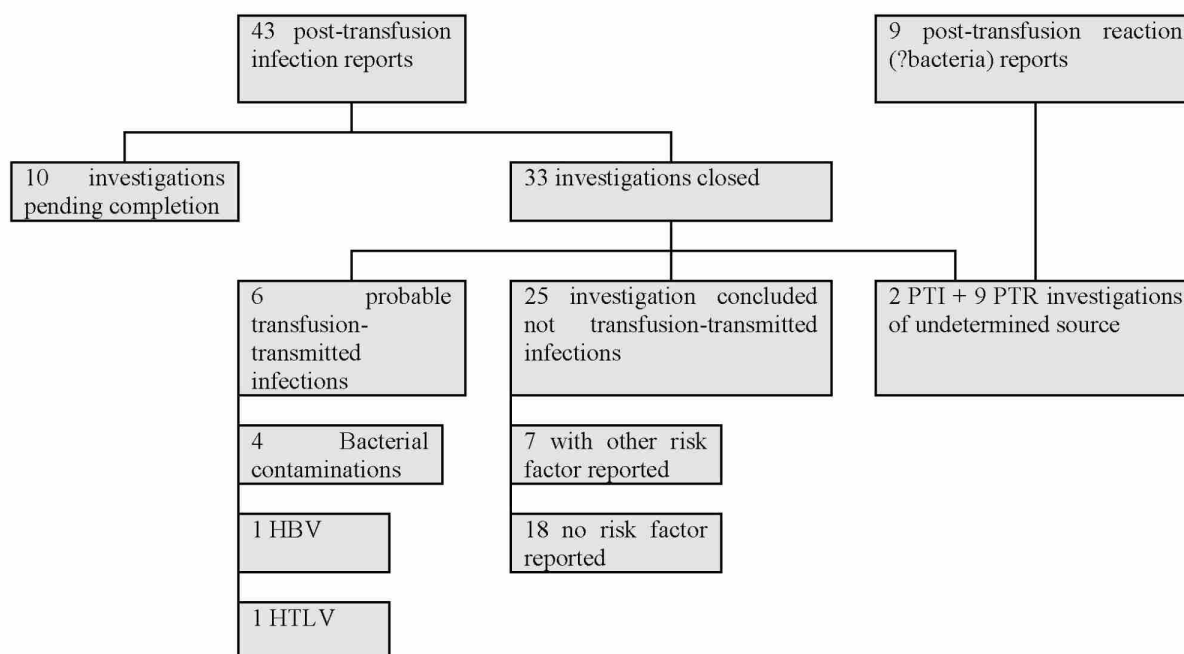 43 post-transfusion
infection reports
9 post-transfusion reaction
(?bacteria) reports
10 investigations
pending completion
33 investigations closed
6 probable
transfusion-
transmitted
infections
25 investigation concluded
not transfusion-transmitted
infections
2 PTI + 9 PTR investigations
of undetermined source
4 Bacterial
contaminations
7 with other risk
factor reported
1 HBV
18 no risk factor
reported
1 HTLV